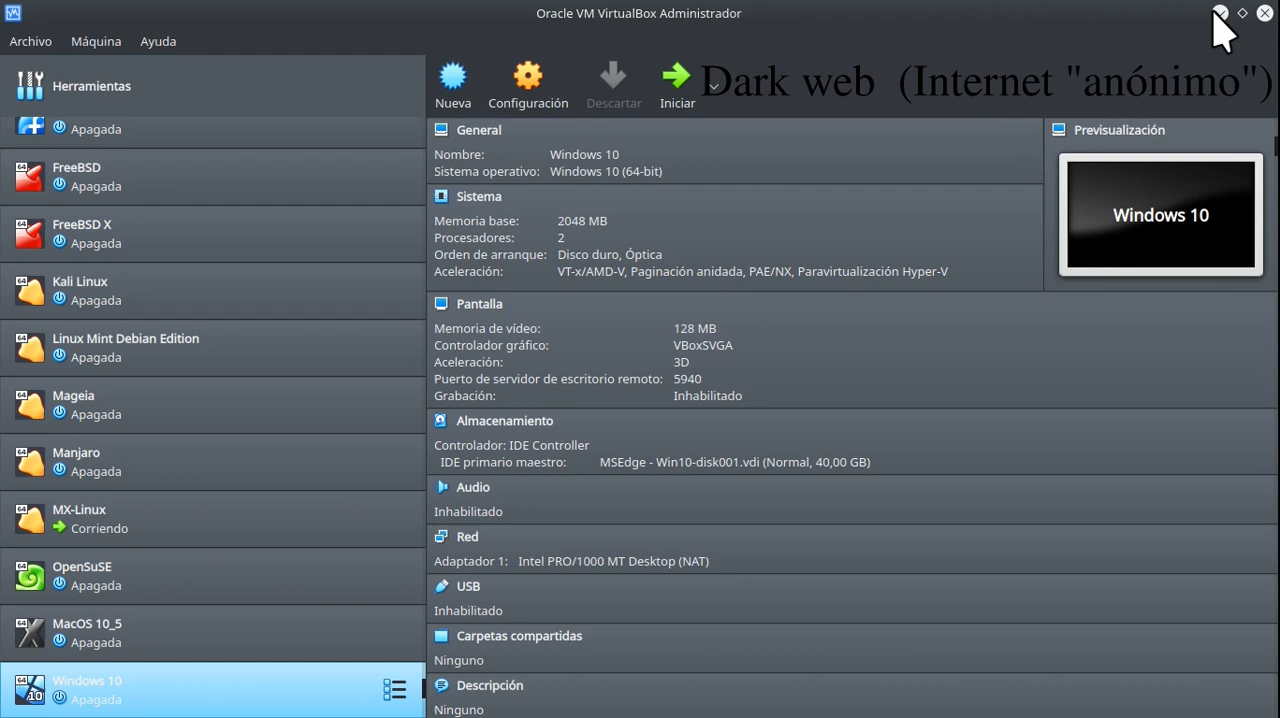 Oracle VM VirtualBox Administrador
Archivo Máquina Ayuda
Herramientas
Nueva Configuración Descartar Iniciar
Dark web (Internet "anónimo")
Apagada
FreeBSD
Apagada
FreeBSD X
Apagada
Kali Linux
Apagada
Linux Mint Debian Edition
Apagada
Mageia
Apagada
Manjaro
Apagada
MX-Linux
Corriendo
OpenSuSE
Apagada
MacOS 10_5
Apagada
Windows 10
Apagada
General
Nombre: Windows 10
Sistema operativo: Windows 10 (64-bit)
Sistema
Memoria base: 2048 MB
Procesadores: 2
Orden de arranque: Disco duro, Óptica
Aceleración: VT-x/AMD-V, Paginación anidada, PAE/NX, Paravirtualización Hyper-V
Previsualización
Windows 10
Pantalla
Memoria de vídeo: 128 MB
Controlador gráfico: VBoxSVGA
Aceleración: 3D
Puerto de servidor de escritorio remoto: 5940
Grabación: Inhabilitado
Almacenamiento
Controlador: IDE Controller
IDE primario maestro: MSEdge - Win10-disk001.vdi (Normal, 40,00 GB)
Audio
Inhabilitado
Red
Adaptador 1: Intel PRO/1000 MT Desktop (NAT)
USB
Inhabilitado
Carpetas compartidas
Ninguno
Descripción
Ninguno